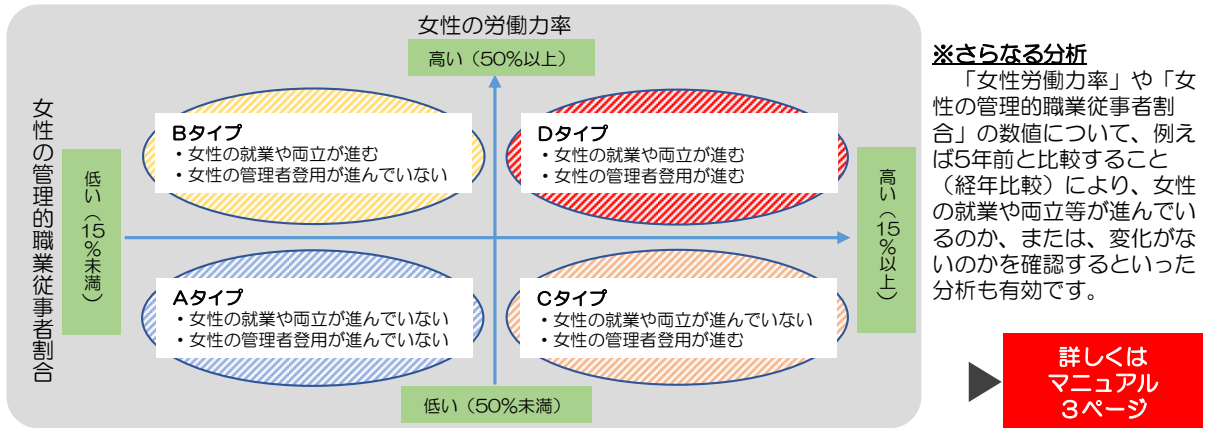 女性の労働力率
高い（50％以上）
女性の管理的職業従事者割合
低い（15％未満）
Bタイプ
・女性の就業や両立が進む
・女性の管理者登用が進んでいない
Dタイプ
・女性の就業や両立が進む
・女性の管理者登用が進む
高い（15％以上）
Aタイプ
・女性の就業や両立が進んでいない
・女性の管理者登用が進んでいない
Cタイプ
・女性の就業や両立が進んでいない
・女性の管理者登用が進む
低い（50％未満）
※さらなる分析
「女性労働力率」や「女
性の管理的職業従事者割
合」の数値について、例え
ば5年前と比較すること
（経年比較）により、女性
の就業や両立等が進んでい
るのか、または、変化がな
いのかを確認するといった
分析も有効です。
詳しくは
マニュアル
3ページ